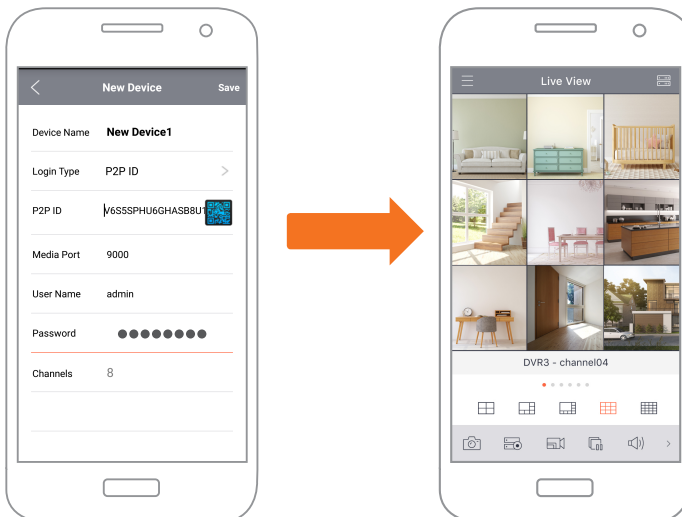 New Device
Save
Device Name
New Device1
Login Type
P2P ID
P2P ID
V6S5SPHU6GHASB8U1
Media Port
9000
User Name
admin
Password
Channels
8
Live View
DVR3 - channel04